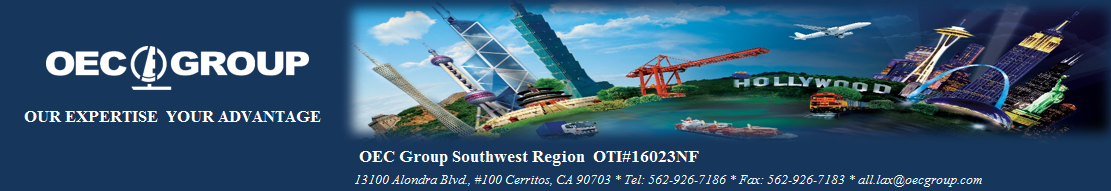 OEC GROUP
OUR EXPERTISE YOUR ADVANTAGE
HOLLYWOOD
OEC Group Southwest Region OTI#16023NF
13100 Alondra Blvd., #100 Cerritos, CA 90703 * Tel: 562-926-7186 * Fax: 562-926-7183 * all.lax@oecgroup.com